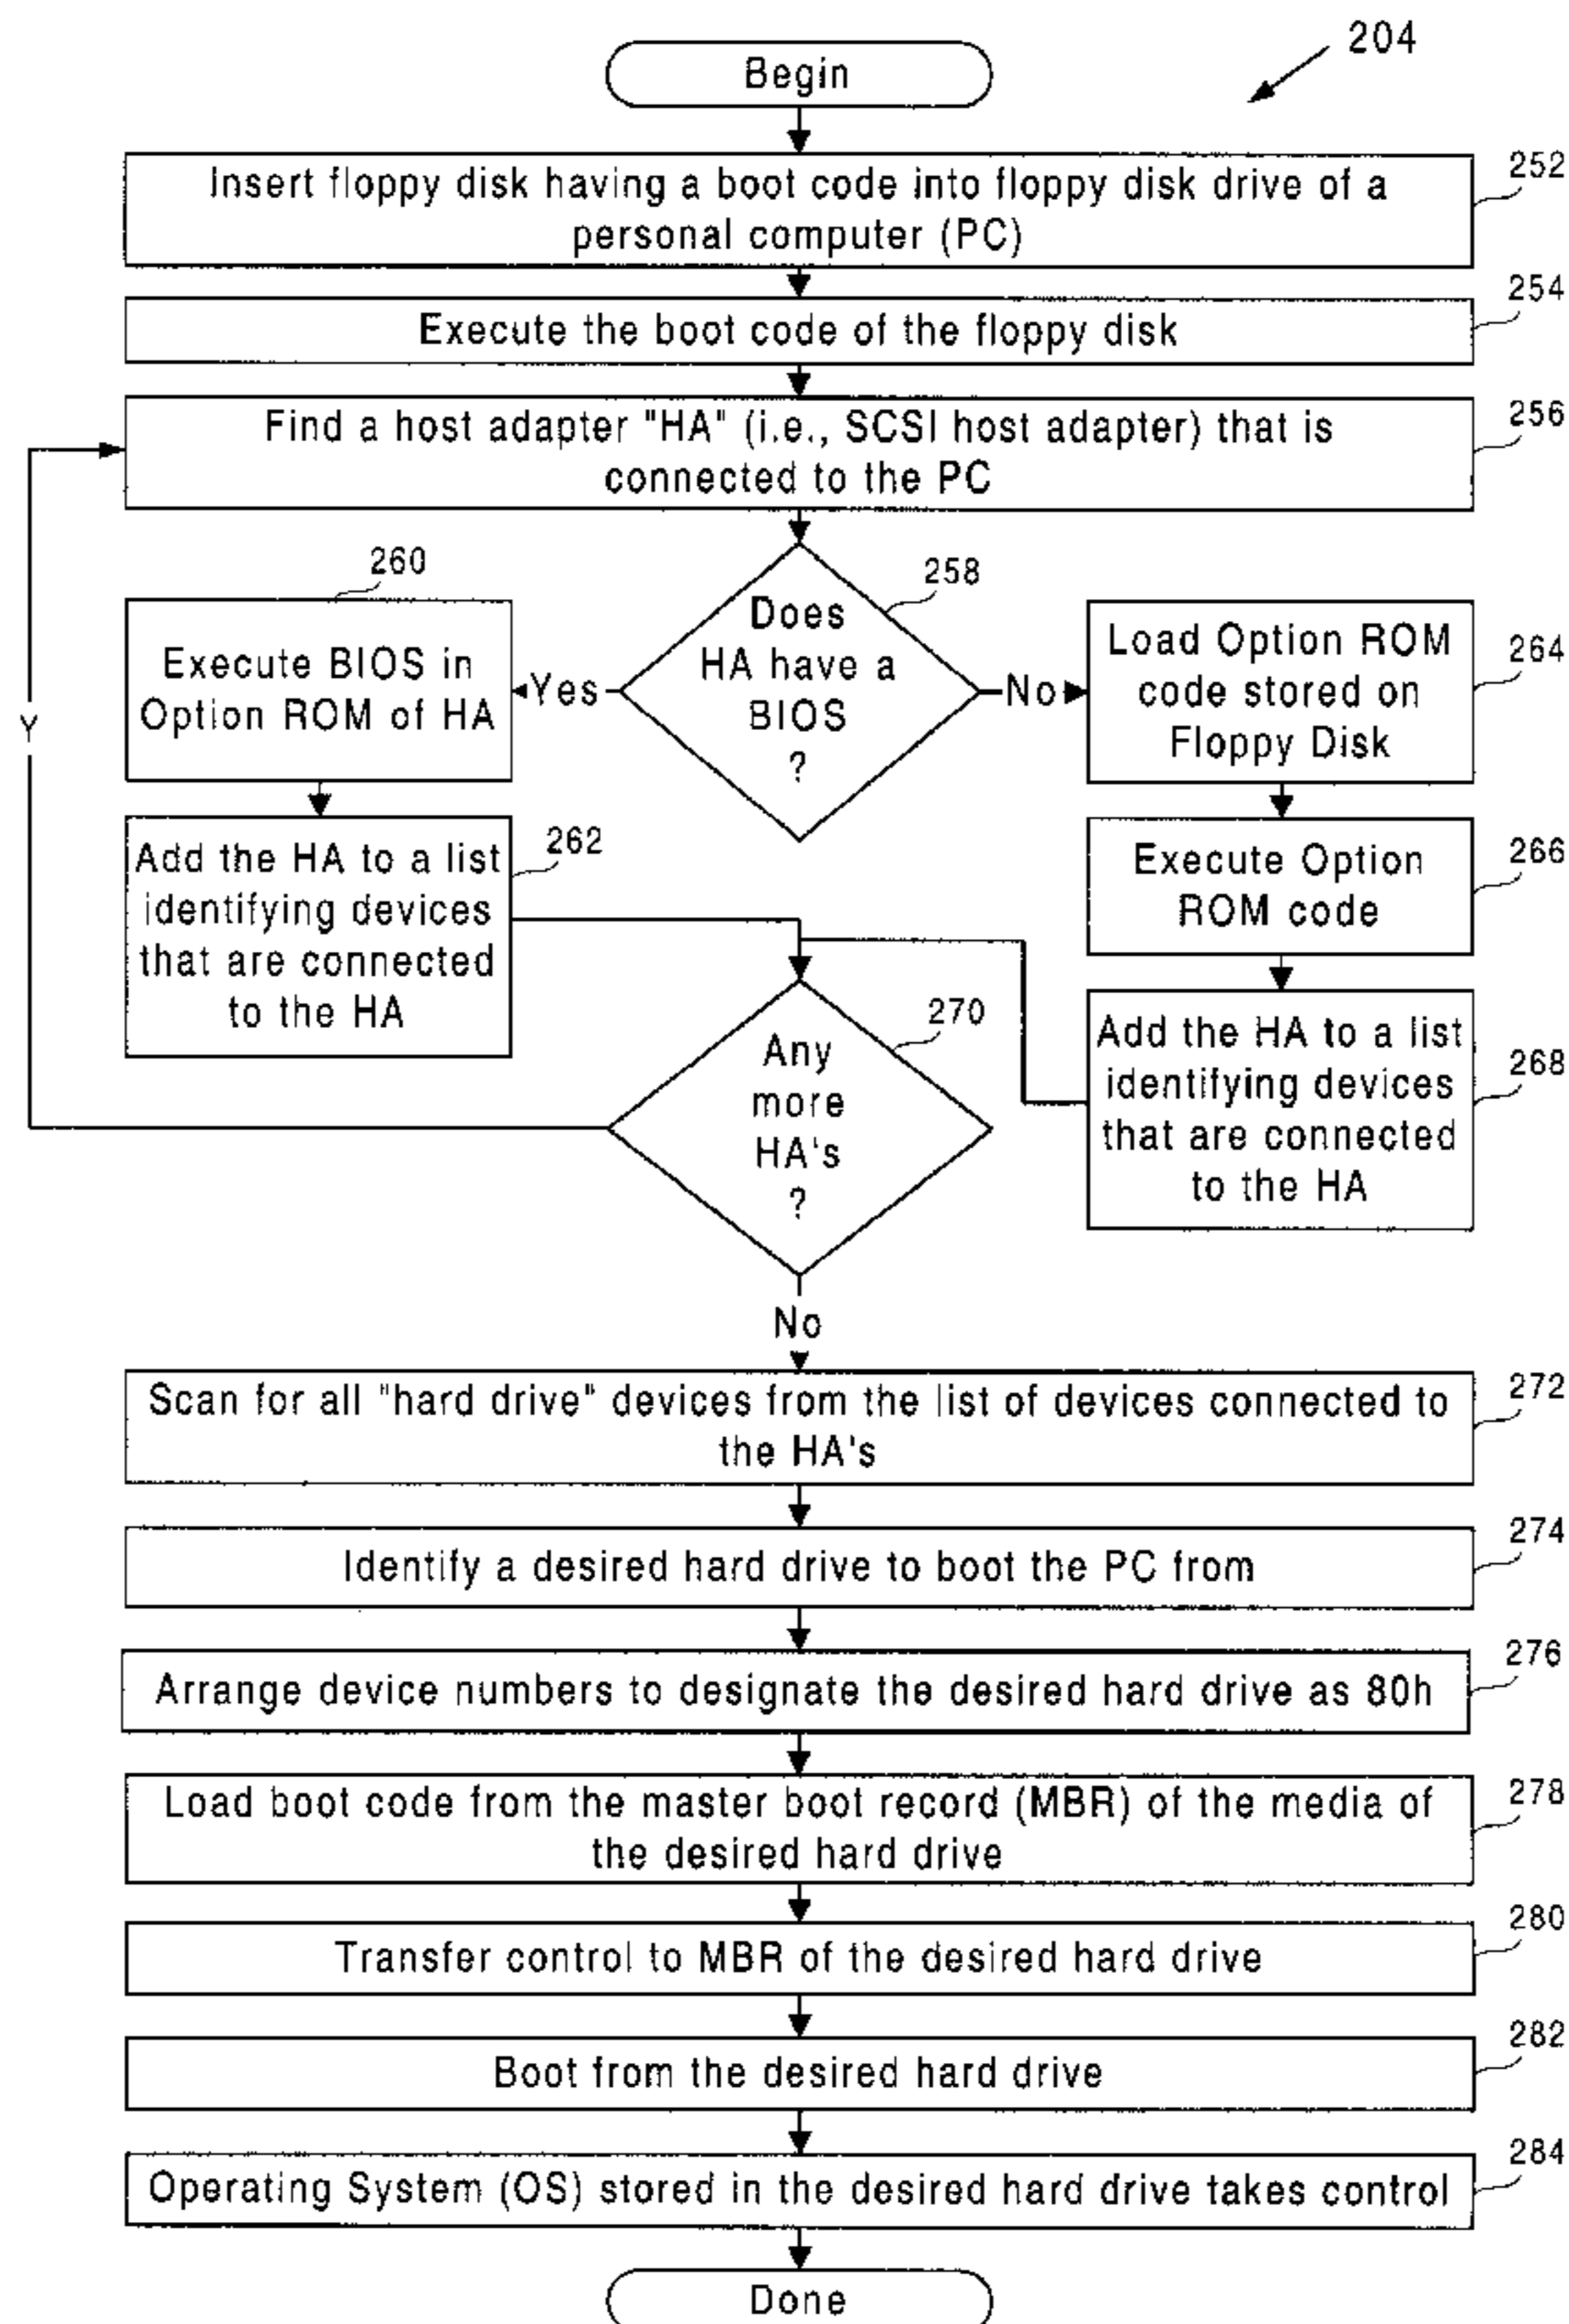 204
Begin
252
Insert floppy disk having a boot code into floppy disk drive of a
personal computer (PC)
254
Execute the boot code of the floppy disk
256
Find a host adapter "HA" (i.e., SCSI host adapter) that is
connected to the PC
260
258
Does
HA have a
BIOS
?
Yes
No
Execute BIOS in
Option ROM of HA
Load Option ROM
code stored on
Floppy Disk
264
Y
262
Add the HA to a list
identifying devices
that are connected
to the HA
Execute Option
ROM code
266
270
Any
more
HA's
?
Add the HA to a list
identifying devices
that are connected
to the HA
268
No
272
Scan for all "hard drive" devices from the list of devices connected to
the HA's
274
Identify a desired hard drive to boot the PC from
276
Arrange device numbers to designate the desired hard drive as 80h
278
Load boot code from the master boot record (MBR) of the media of
the desired hard drive
280
Transfer control to MBR of the desired hard drive
282
Boot from the desired hard drive
284
Operating System (OS) stored in the desired hard drive takes control
Done